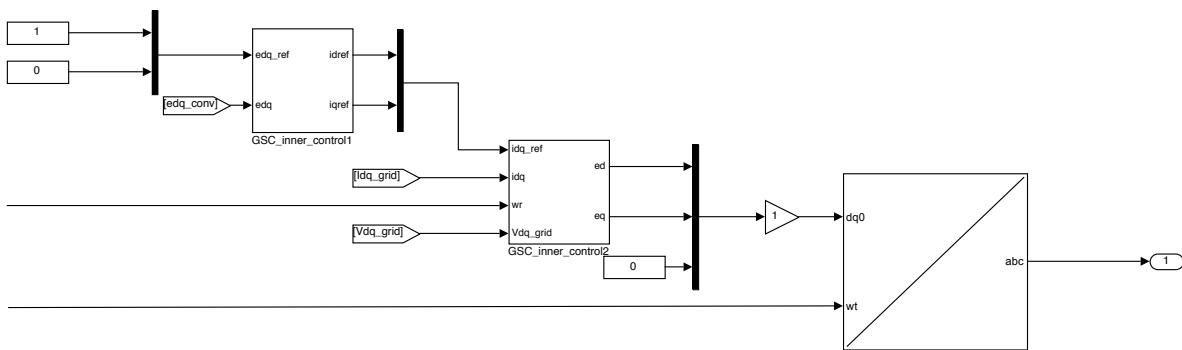 1
0
edq_ref
idref
[edq_conv]
edq
iqref
GSC_inner_control1
idq_ref
[Idq_grid]
idq
ed
wr
eq
[Vdq_grid]
Vdq_grid
GSC_inner_control2
0
1
dq0
abc
1
wt